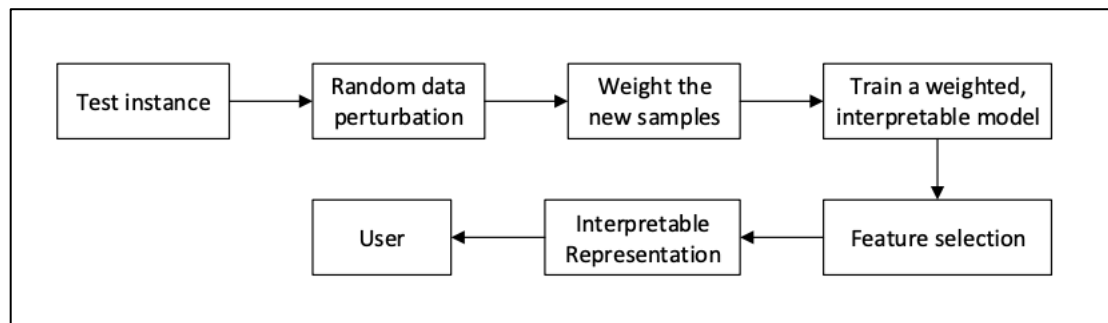 Test instance
Random data
perturbation
Weight the
new samples
Train a weighted,
interpretable model
Feature selection
Interpretable
Representation
User